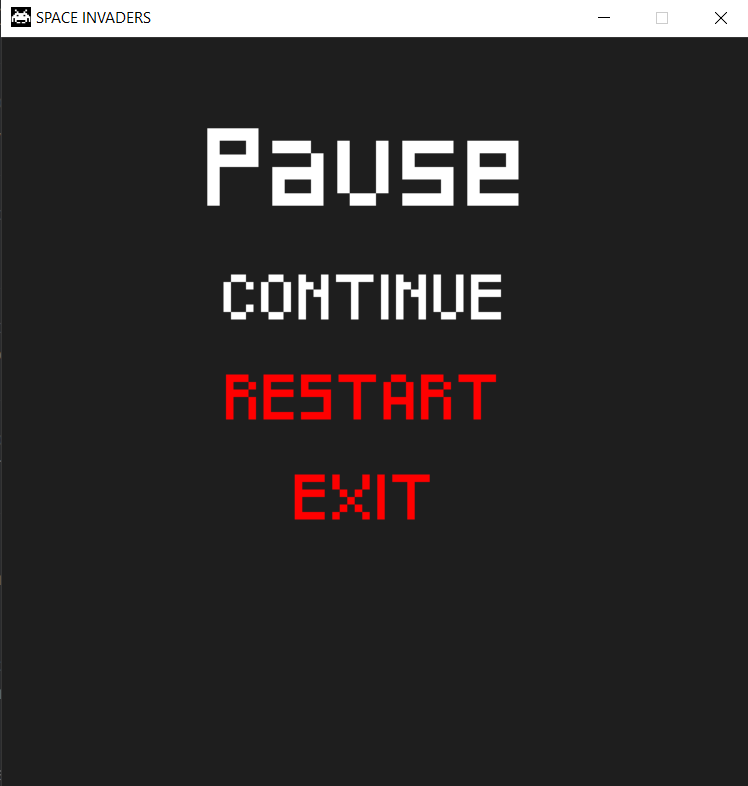 SPACE INVADERS
Pause
CONTINUE
RESTART
EXIT